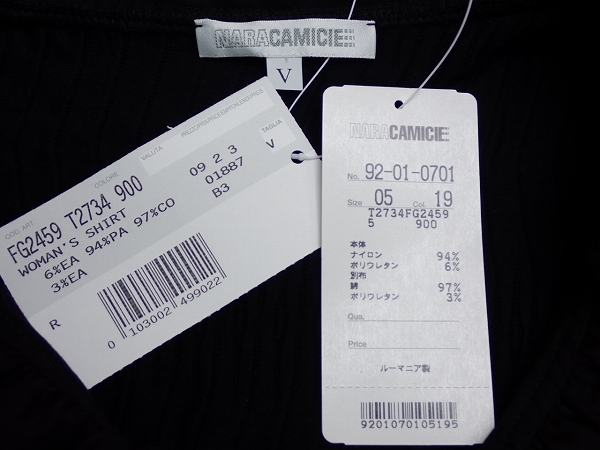 NARACAMICIE
V
COD. ART. COLORE VALUTA PREZZO/PRIX/PRICE TAGLIA
FG2459 T2734 900 09 2 3 V
WOMAN'S SHIRT 01887
6%EA 94%PA 97%CO B3
3%EA
R
0 103002 499022
NARACAMICIE
No. 92-01-0701
Size 05 Col. 19
T2734FG2459
5 900
本体
ナイロン 94%
ポリウレタン 6%
別布
綿 97%
ポリウレタン 3%
Qua.
Price
ルーマニア製
9201070105195